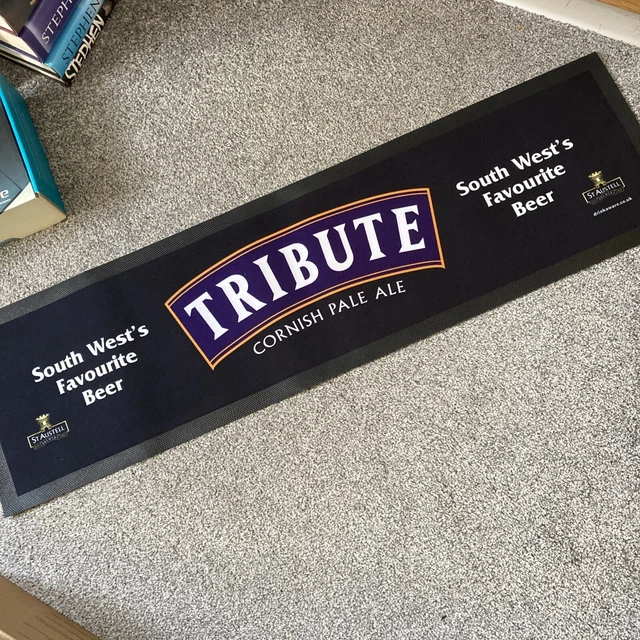 STEPH
STEPHEN
STEPHEN
South West's
Favourite
Beer
ST AUSTELL
TRIBUTE
CORNISH PALE ALE
South West's
Favourite
Beer
ST AUSTELL
drinkaware.co.uk